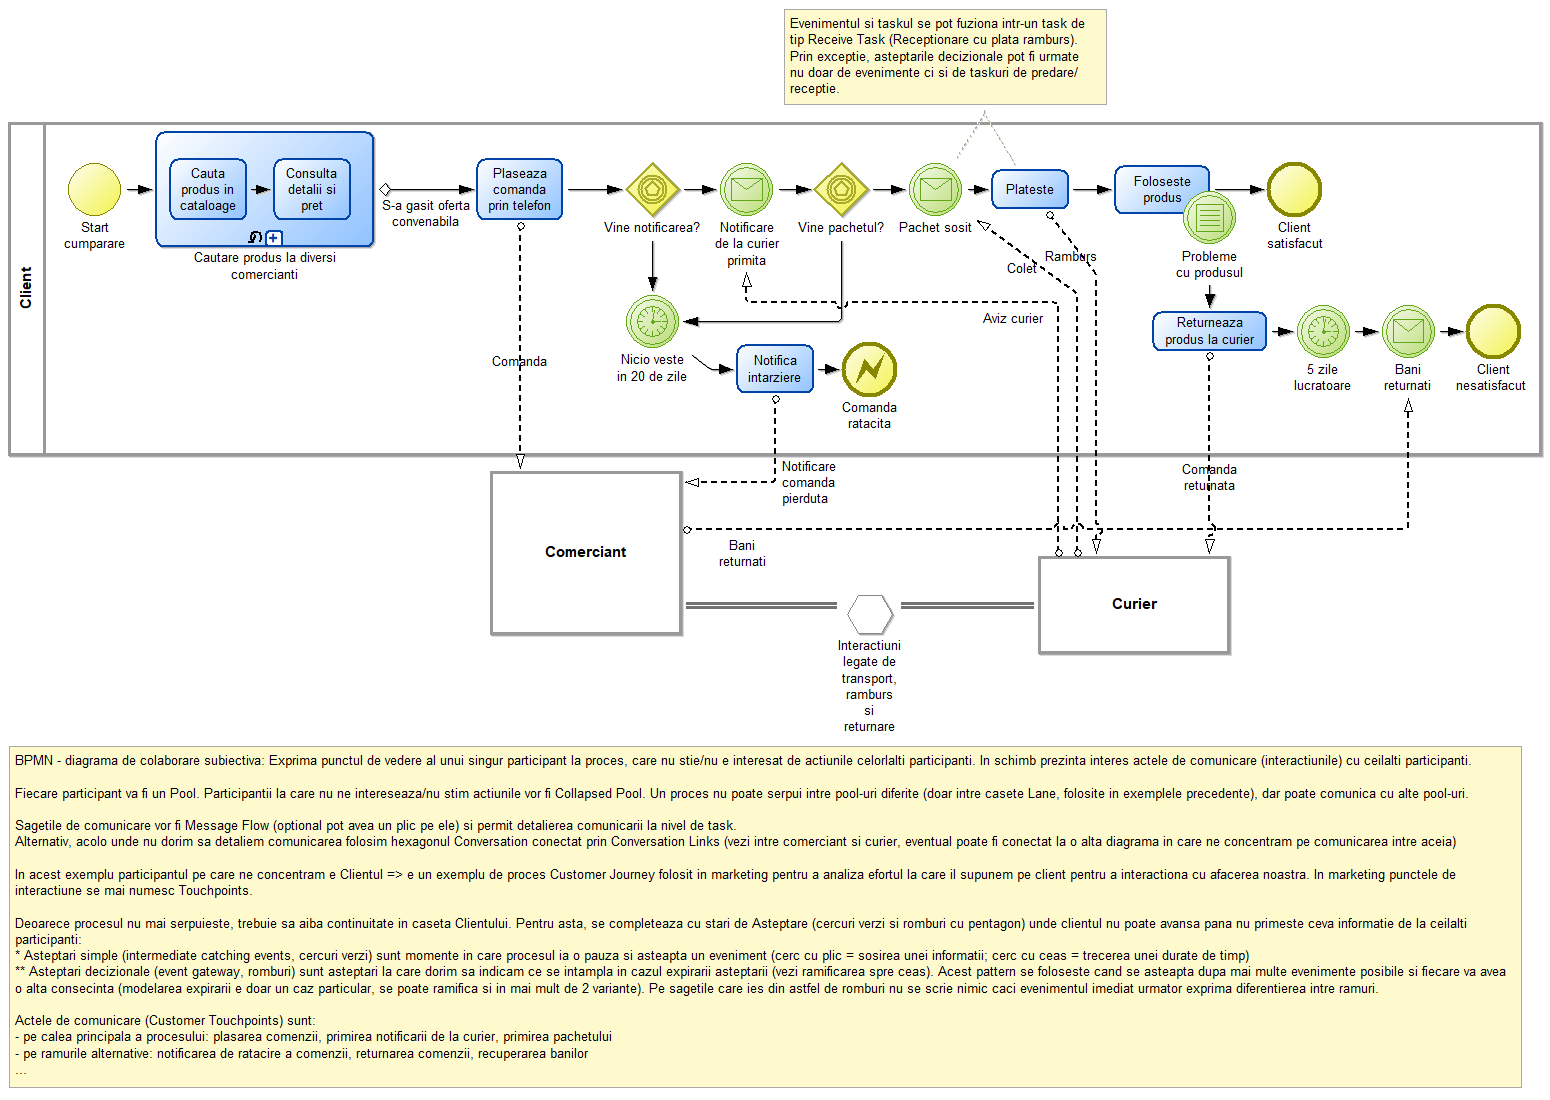 Evenimentul si taskul se pot fuziona intr-un task de
tip Receive Task (Receptionare cu plata ramburs).
Prin exceptie, asteptarile decizionale pot fi urmate
nu doar de evenimente ci si de taskuri de predare/
receptie.
Client
Start
cumparare
Cauta
produs in
cataloage
Consulta
detalii si
pret
Cautare produs la diversi
comercianti
S-a gasit oferta
convenabila
Plaseaza
comanda
prin telefon
Vine notificarea?
Notificare
de la curier
primita
Vine pachetul?
Pachet sosit
Plateste
Foloseste
produs
Client
satisfacut
Probleme
cu produsul
Colet
Ramburs
Aviz curier
Nicio veste
in 20 de zile
Notifica
intarziere
Comanda
ratacita
Returneaza
produs la curier
5 zile
lucratoare
Bani
returnati
Client
nesatisfacut
Comanda
Notificare
comanda
pierduta
Comanda
returnata
Comerciant
Bani
returnati
Curier
Interactiuni
legate de
transport,
ramburs
si
returnare
BPMN - diagrama de colaborare subiectiva: Exprima punctul de vedere al unui singur participant la proces, care nu stie/nu e interesat de actiunile celorlalti participanti. In schimb prezinta interes actele de comunicare (interactiunile) cu ceilalti participanti.
Fiecare participant va fi un Pool. Participantii la care nu ne intereseaza/nu stim actiunile vor fi Collapsed Pool. Un proces nu poate serpui intre pool-uri diferite (doar intre casete Lane, folosite in exemplele precedente), dar poate comunica cu alte pool-uri.
Sagetile de comunicare vor fi Message Flow (optional pot avea un plic pe ele) si permit detalierea comunicarii la nivel de task.
Alternativ, acolo unde nu dorim sa detaliem comunicarea folosim hexagonul Conversation conectat prin Conversation Links (vezi intre comerciant si curier, eventual poate fi conectat la o alta diagrama in care ne concentram pe comunicarea intre aceia)
In acest exemplu participantul pe care ne concentram e Clientul => e un exemplu de proces Customer Journey folosit in marketing pentru a analiza efortul la care il supunem pe client pentru a interactiona cu afacerea noastra. In marketing punctele de
interactiune se mai numesc Touchpoints.
Deoarece procesul nu mai serpuieste, trebuie sa aiba continuitate in caseta Clientului. Pentru asta, se completeaza cu stari de Asteptare (cercuri verzi si romburi cu pentagon) unde clientul nu poate avansa pana nu primeste ceva informatie de la ceilalti
participanti:
* Asteptari simple (intermediate catching events, cercuri verzi) sunt momente in care procesul ia o pauza si asteapta un eveniment (cerc cu plic = sosirea unei informatii; cerc cu ceas = trecerea unei durate de timp)
** Asteptari decizionale (event gateway, romburi) sunt asteptari la care dorim sa indicam ce se intampla in cazul expirarii asteptarii (vezi ramificarea spre ceas). Acest pattern se foloseste cand se asteapta dupa mai multe evenimente posibile si fiecare va avea
o alta consecinta (modelarea expirarii e doar un caz particular, se poate ramifica si in mai mult de 2 variante). Pe sagetile care ies din astfel de romburi nu se scrie nimic caci evenimentul imediat urmator exprima diferentierea intre ramuri.
Actele de comunicare (Customer Touchpoints) sunt:
- pe calea principala a procesului: plasarea comenzii, primirea notificarii de la curier, primirea pachetului
- pe ramurile alternative: notificarea de ratacire a comenzii, returnarea comenzii, recuperarea banilor
...